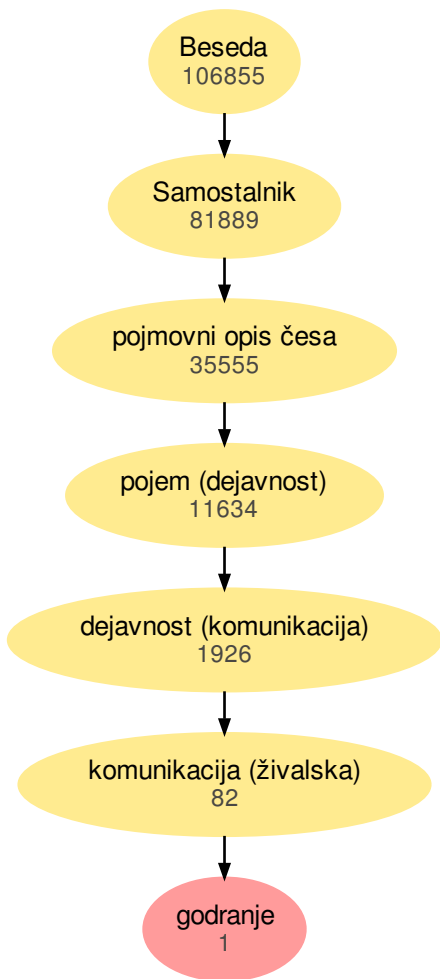 Beseda
106855
Samostalnik
81889
pojmovni opis česa
35555
pojem (dejavnost)
11634
dejavnost (komunikacija)
1926
komunikacija (živalska)
82
godranje
1